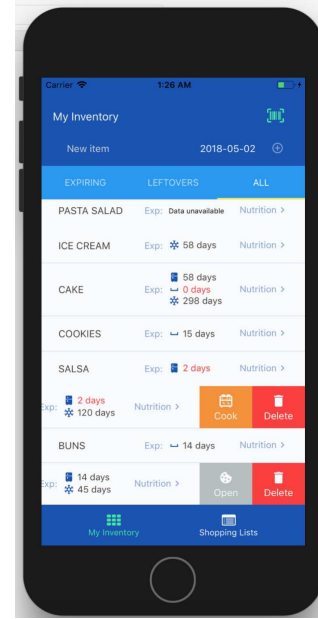 Carrier 1:26 AM
My Inventory
New item 2018-05-02
EXPIRING LEFTOVERS ALL
PASTA SALAD Exp: Data unavailable Nutrition >
ICE CREAM Exp: 58 days Nutrition >
58 days
CAKE Exp: 0 days Nutrition >
298 days
COOKIES Exp: 15 days Nutrition >
SALSA Exp: 2 days Nutrition >
Exp: 2 days Nutrition >
120 days
Cook Delete
BUNS Exp: 14 days Nutrition >
Exp: 14 days Nutrition >
45 days
Open Delete
My Inventory Shopping Lists